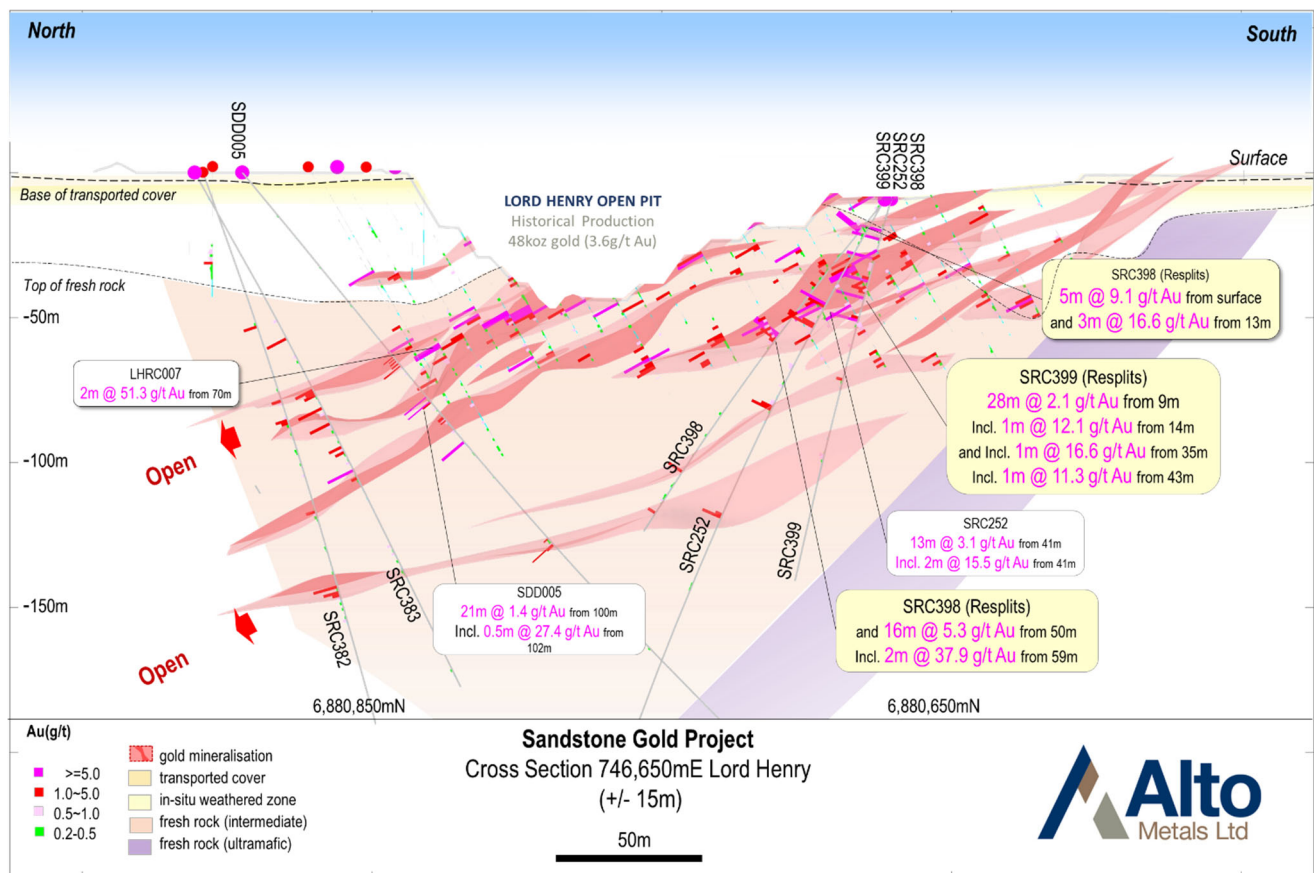 North
South
SDD005
SRC399
SRC252
SRC398
Surface
Base of transported cover
LORD HENRY OPEN PIT
Historical Production
48koz gold (3.6g/t Au)
Top of fresh rock
-50m
SRC398 (Resplits)
5m @ 9.1 g/t Au from surface
and 3m @ 16.6 g/t Au from 13m
LHRC007
2m @ 51.3 g/t Au from 70m
SRC399 (Resplits)
28m @ 2.1 g/t Au from 9m
Incl. 1m @ 12.1 g/t Au from 14m
and Incl. 1m @ 16.6 g/t Au from 35m
Incl. 1m @ 11.3 g/t Au from 43m
Open
-100m
SRC398
SRC252
SRC399
SRC252
13m @ 3.1 g/t Au from 41m
Incl. 2m @ 15.5 g/t Au from 41m
SRC383
SRC382
SDD005
21m @ 1.4 g/t Au from 100m
Incl. 0.5m @ 27.4 g/t Au from
102m
SRC398 (Resplits)
and 16m @ 5.3 g/t Au from 50m
Incl. 2m @ 37.9 g/t Au from 59m
-150m
Open
6,880,850mN
6,880,650mN
Au(g/t)
>=5.0
1.0~5.0
0.5~1.0
0.2-0.5
gold mineralisation
transported cover
in-situ weathered zone
fresh rock (intermediate)
fresh rock (ultramafic)
Sandstone Gold Project
Cross Section 746,650mE Lord Henry
(+/- 15m)
50m
Alto
Metals Ltd